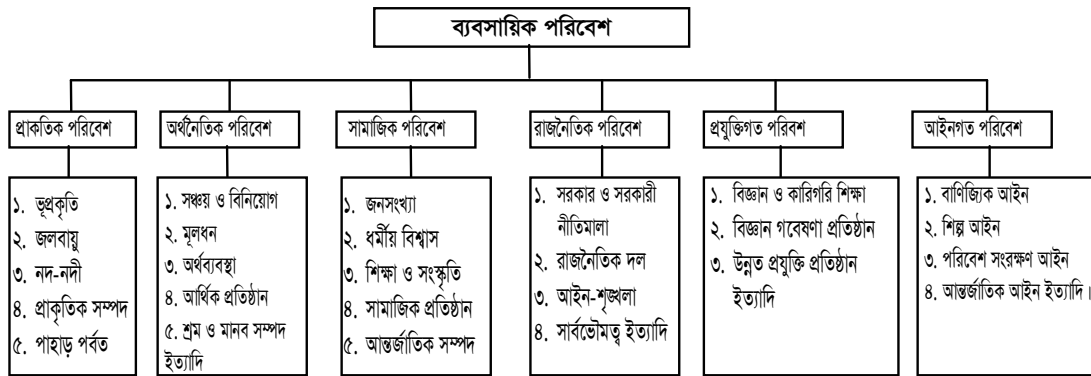 ব্যবসায়িক পরিবেশ
প্রাকতিক পরিবেশ
অর্থনৈতিক পরিবেশ
সামাজিক পরিবেশ
রাজনৈতিক পরিবেশ
প্রযুক্তিগত পরিবশ
আইনগত পরিবেশ
১. ভূপ্রকৃতি
২. জলবায়ু
৩. নদ-নদী
৪. প্রাকৃতিক সম্পদ
৫. পাহাড় পর্বত
১. সঞ্চয় ও বিনিয়োগ
২. মূলধন
৩. অর্থব্যবস্থা
৪. আর্থিক প্রতিষ্ঠান
৫. শ্রম ও মানব সম্পদ
ইত্যাদি
১. জনসংখ্যা
২. ধর্মীয় বিশ্বাস
৩. শিক্ষা ও সংস্কৃতি
৪. সামাজিক প্রতিষ্ঠান
৫. আন্তর্জাতিক সম্পদ
১. সরকার ও সরকারী
নীতিমালা
২. রাজনৈতিক দল
৩. আইন-শৃঙ্খলা
৪. সার্বভৌমত্ব ইত্যাদি
১. বিজ্ঞান ও কারিগরি শিক্ষা
২. বিজ্ঞান গবেষণা প্রতিষ্ঠান
৩. উন্নত প্রযুক্তি প্রতিষ্ঠান
ইত্যাদি
১. বাণিজ্যিক আইন
২. শিল্প আইন
৩. পরিবেশ সংরক্ষণ আইন
৪. আন্তর্জাতিক আইন ইত্যাদি।